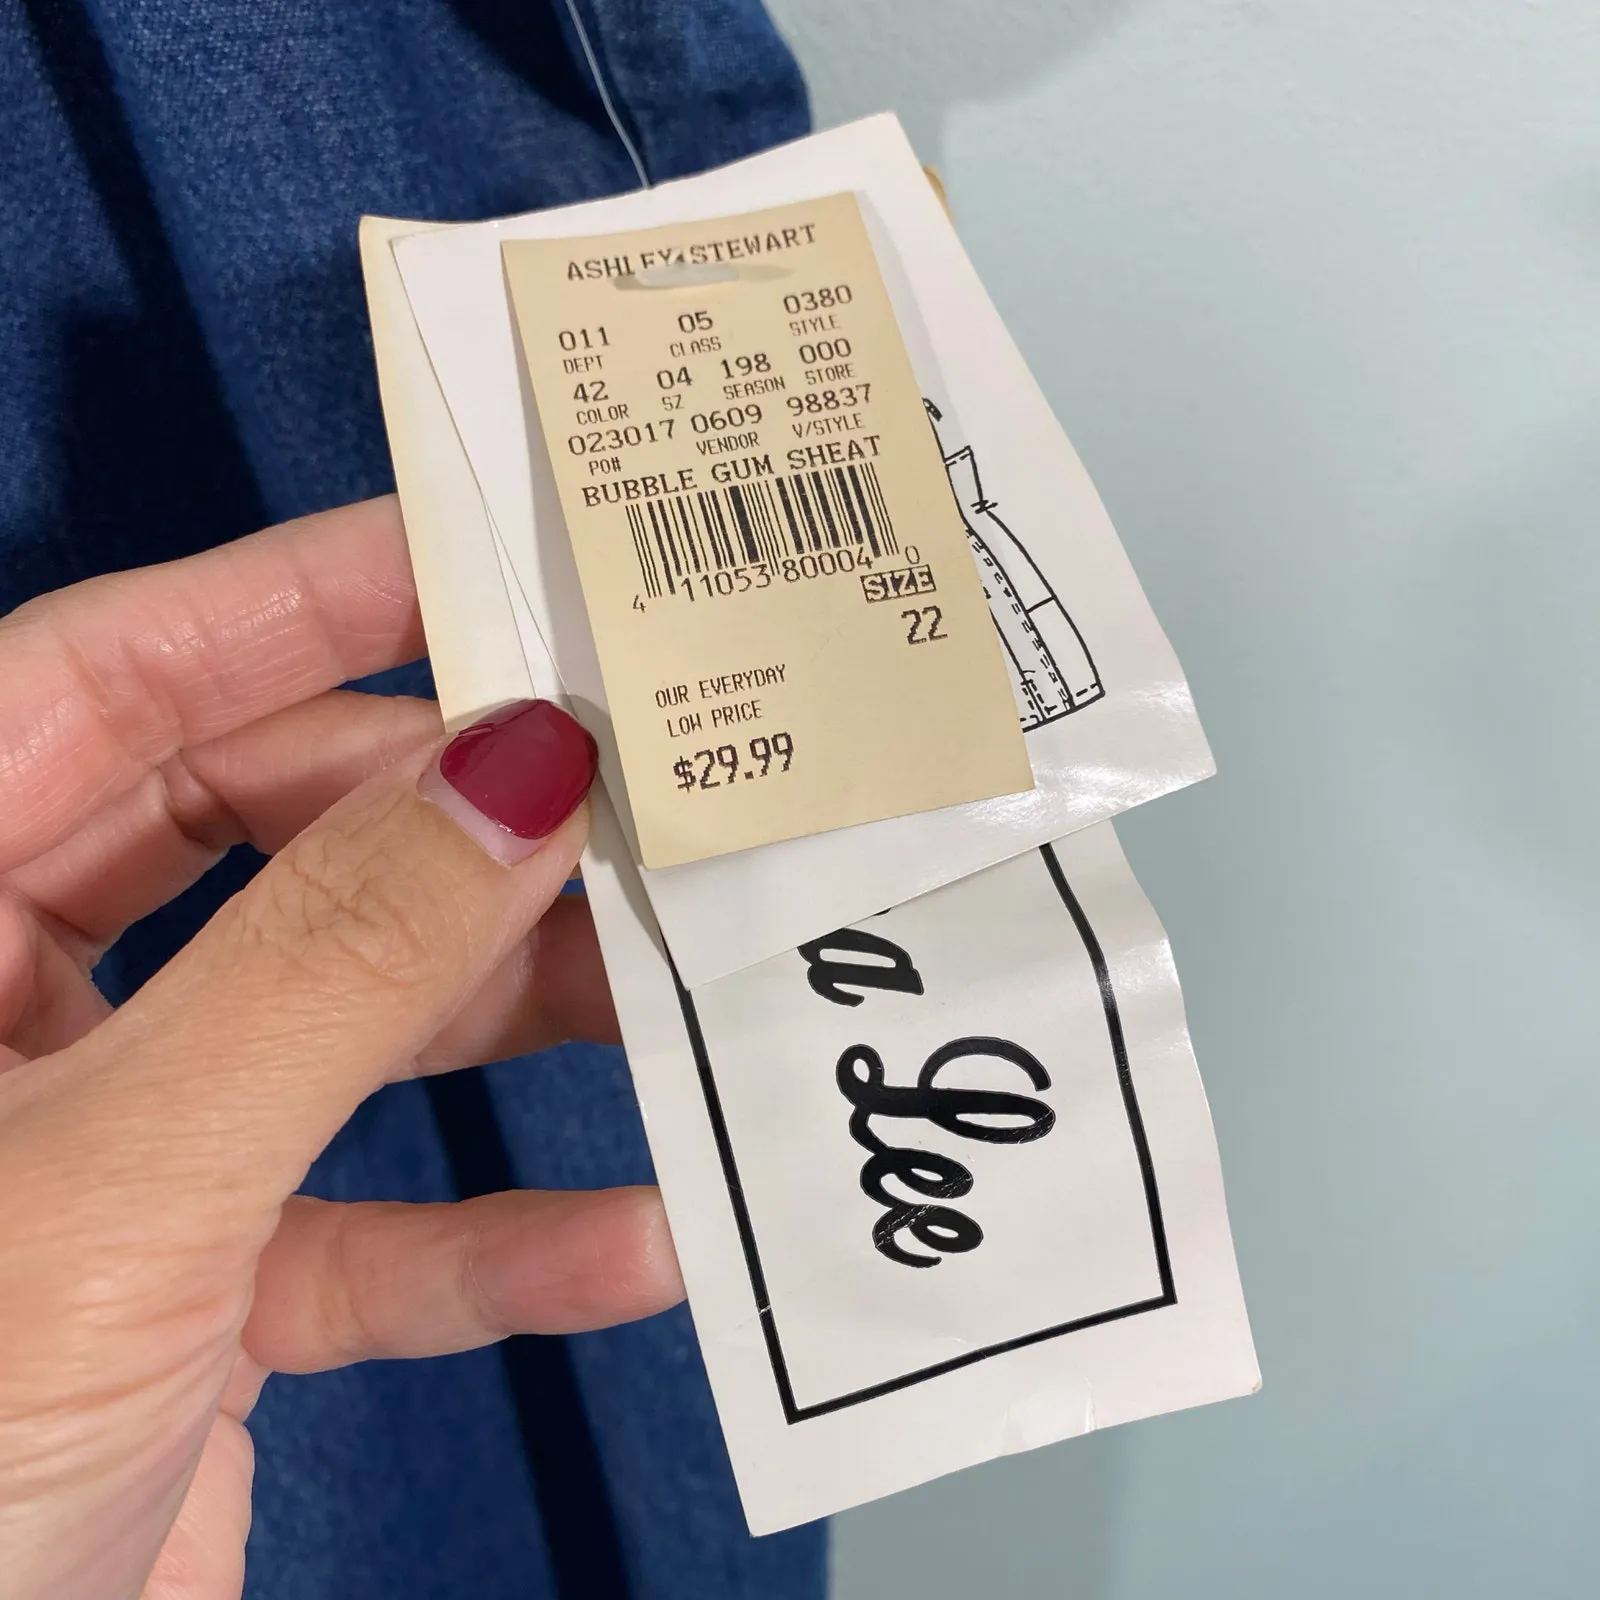 ASHLEY STEWART
011 05 0380
DEPT CLASS STYLE
42 04 198 000
COLOR SZ SEASON STORE
023017 0609 98837
PO# VENDOR V/STYLE
BUBBLE GUM SHEAT
4 11053 80004 0
SIZE
22
OUR EVERYDAY
LOW PRICE
$29.99
a Lee